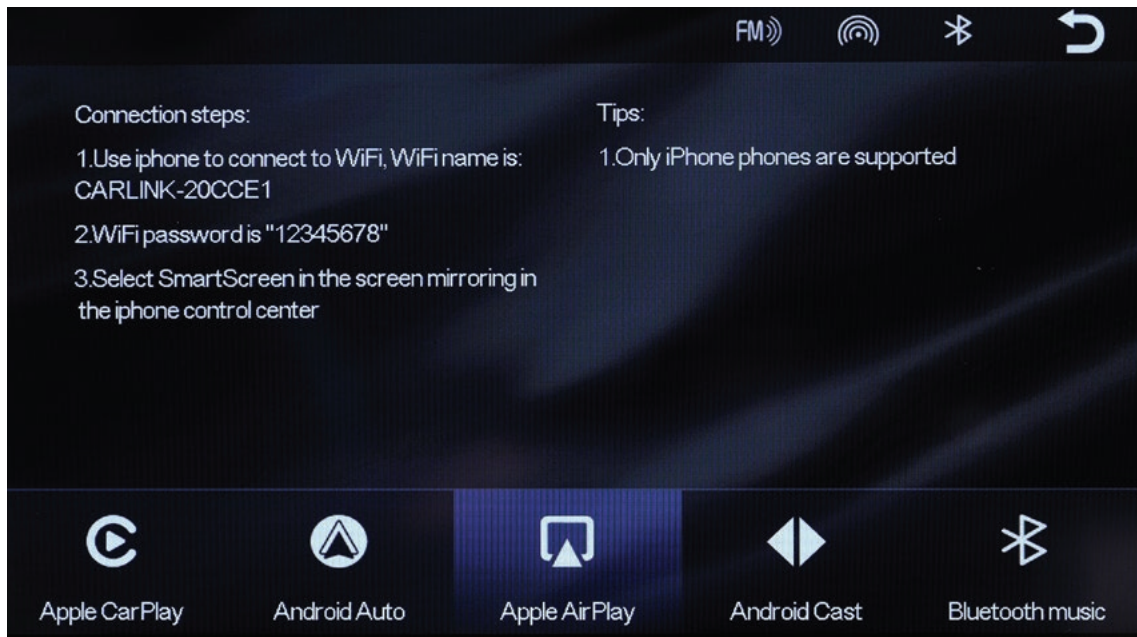 FM
Connection steps:
1.Use iphone to connect to WiFi, WiFi name is:
CARLINK-20CCE1
2.WiFi password is "12345678"
3.Select SmartScreen in the screen mirroring in
the iphone control center
Tips:
1.Only iPhone phones are supported
Apple CarPlay
Android Auto
Apple AirPlay
Android Cast
Bluetooth music